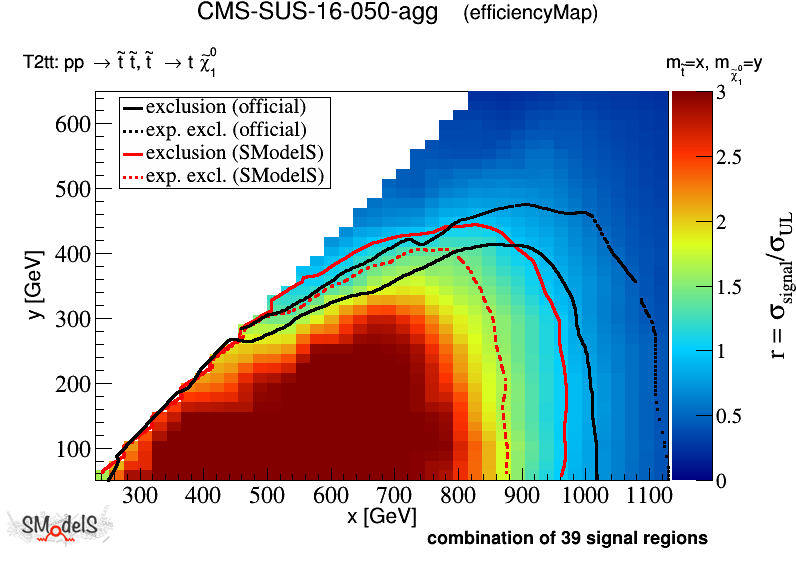 CMS-SUS-16-050-agg (efficiencyMap)
T2tt: pp → t̃ t̃, t̃ → t χ̃₁⁰
m_t̃=x, m_χ̃₁⁰=y
exclusion (official)
exp. excl. (official)
exclusion (SModelS)
exp. excl. (SModelS)
600
500
400
300
200
100
y [GeV]
300 400 500 600 700 800 900 1000 1100
x [GeV]
3
2.5
2
1.5
1
0.5
0
r = σ_signal/σ_UL
SModelS
combination of 39 signal regions